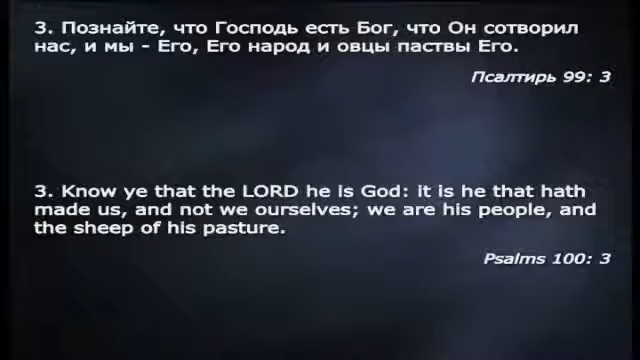 3. Познайте, что Господь есть Бог, что Он сотворил
нас, и мы - Его, Его народ и овцы паствы Его.
Псалтирь 99: 3
3. Know ye that the LORD he is God: it is he that hath
made us, and not we ourselves; we are his people, and
the sheep of his pasture.
Psalms 100: 3